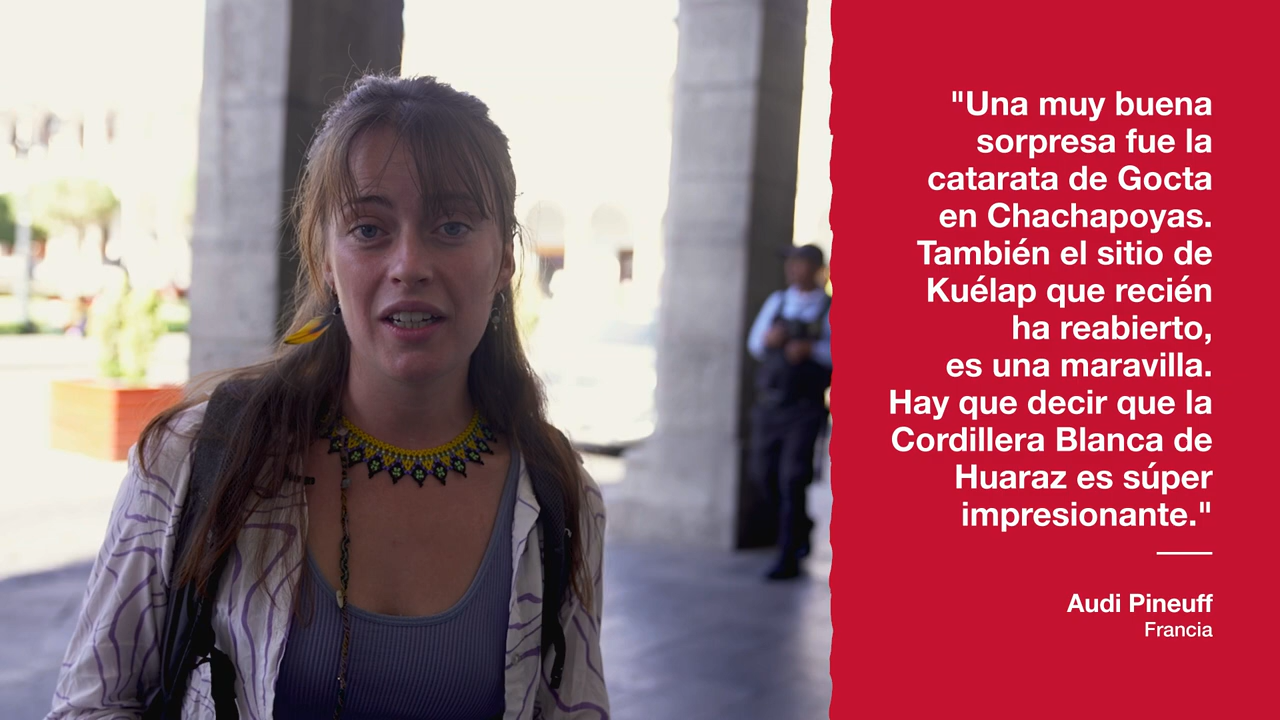 "Una muy buena
sorpresa fue la
catarata de Gocta
en Chachapoyas.
También el sitio de
Kuélap que recién
ha reabierto,
es una maravilla.
Hay que decir que la
Cordillera Blanca de
Huaraz es súper
impresionante."
Audi Pineuff
Francia